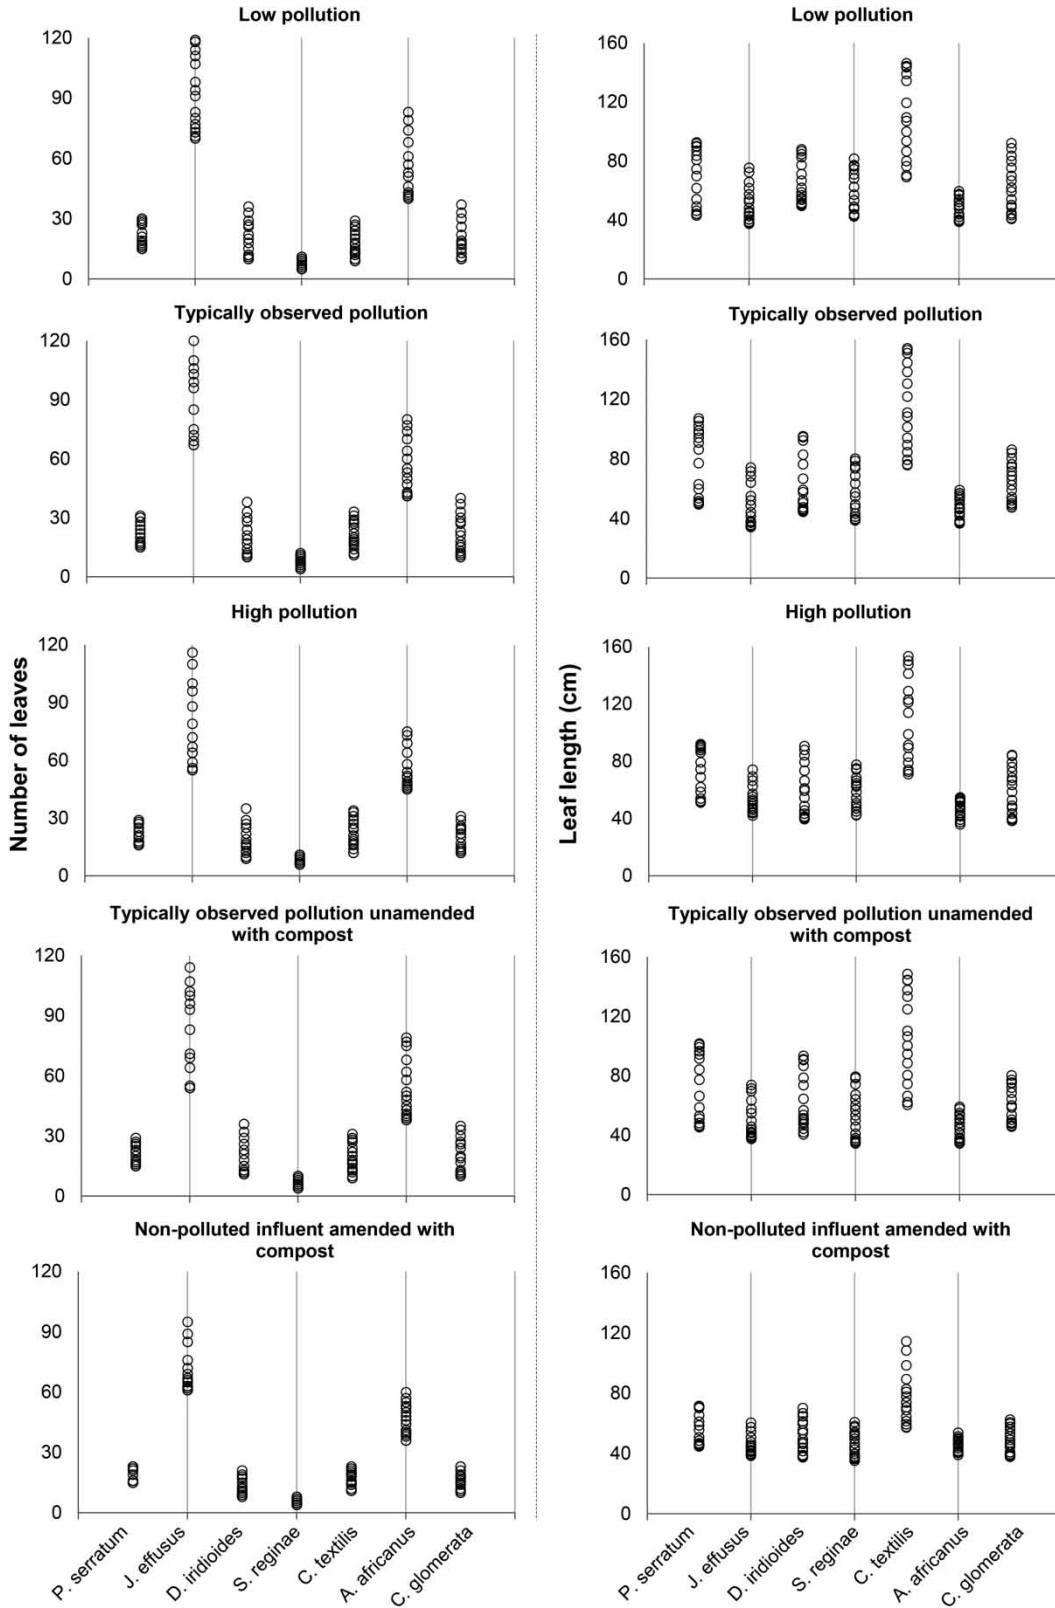 Low pollution
120
90
60
30
0
Typically observed pollution
120
90
60
30
0
High pollution
120
90
60
30
0
Number of leaves
Typically observed pollution unamended
with compost
120
90
60
30
0
Non-polluted influent amended with
compost
120
90
60
30
0
P. serratum
J. effusus
D. iridioides
S. reginae
C. textilis
A. africanus
C. glomerata
Low pollution
160
120
80
40
0
Typically observed pollution
160
120
80
40
0
High pollution
160
120
80
40
0
Leaf length (cm)
Typically observed pollution unamended
with compost
160
120
80
40
0
Non-polluted influent amended with
compost
160
120
80
40
0
P. serratum
J. effusus
D. iridioides
S. reginae
C. textilis
A. africanus
C. glomerata